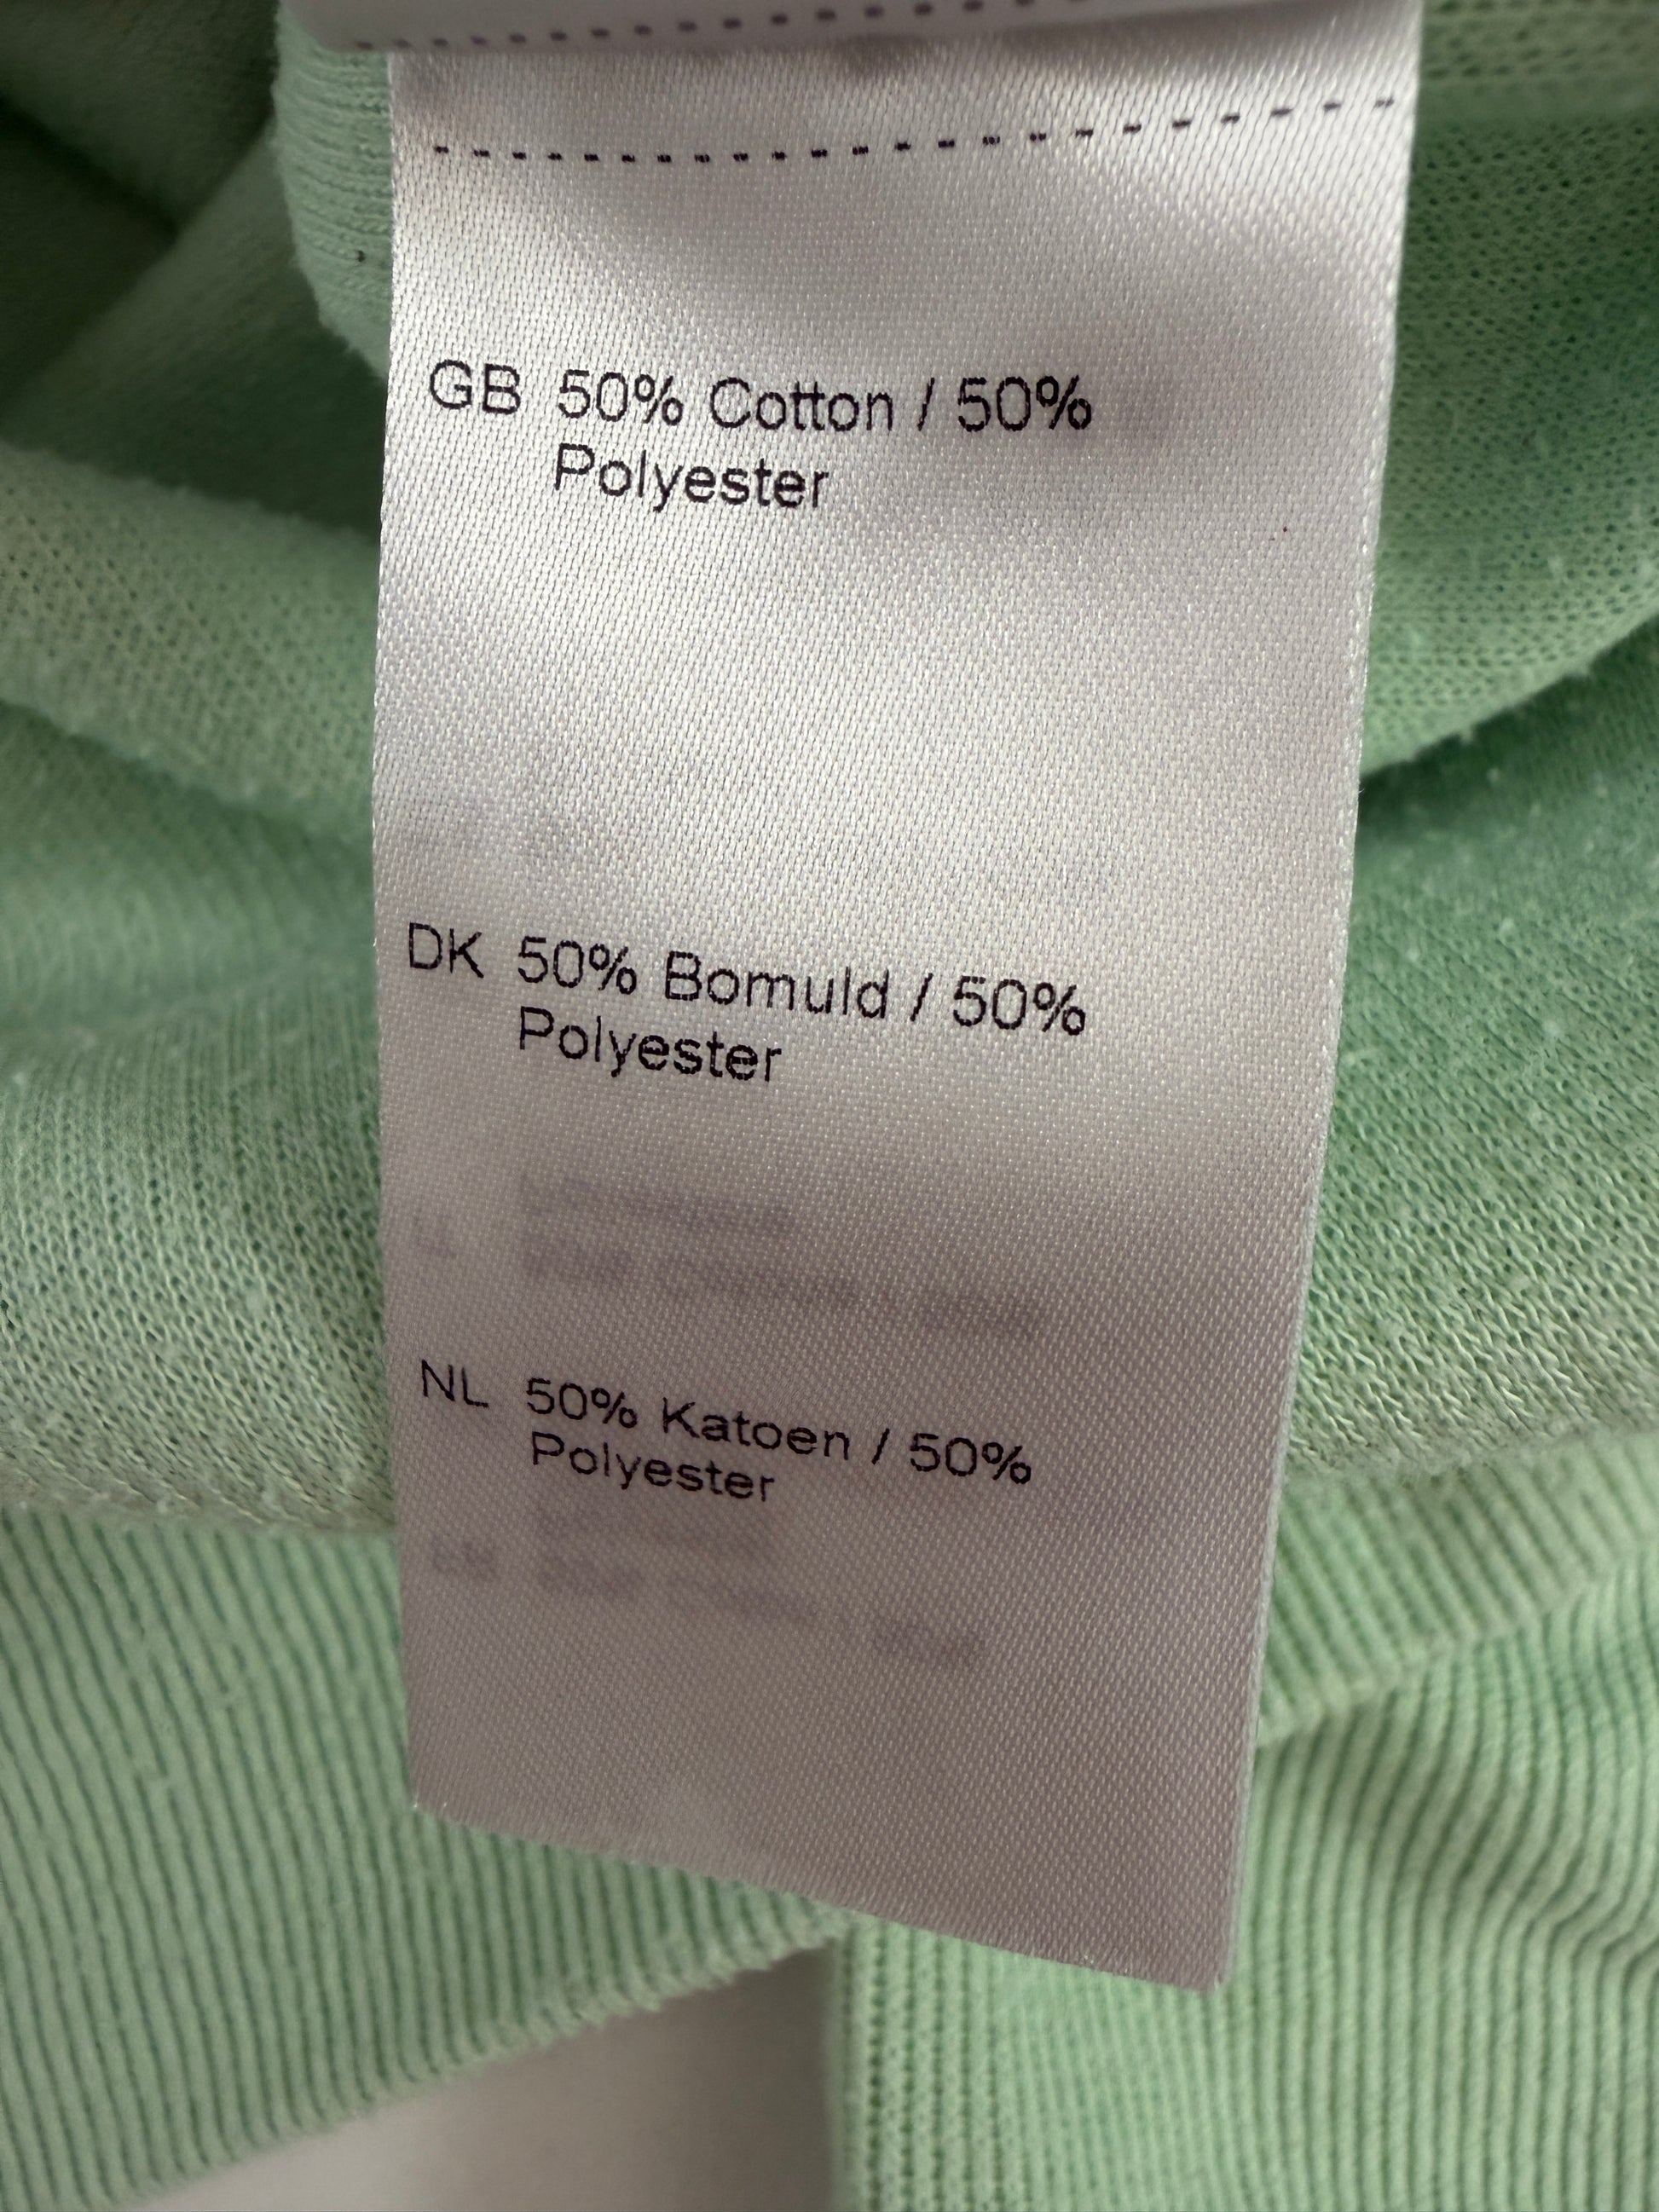 GB 50% Cotton / 50%
Polyester
DK 50% Bomuld / 50%
Polyester
NL 50% Katoen / 50%
Polyester